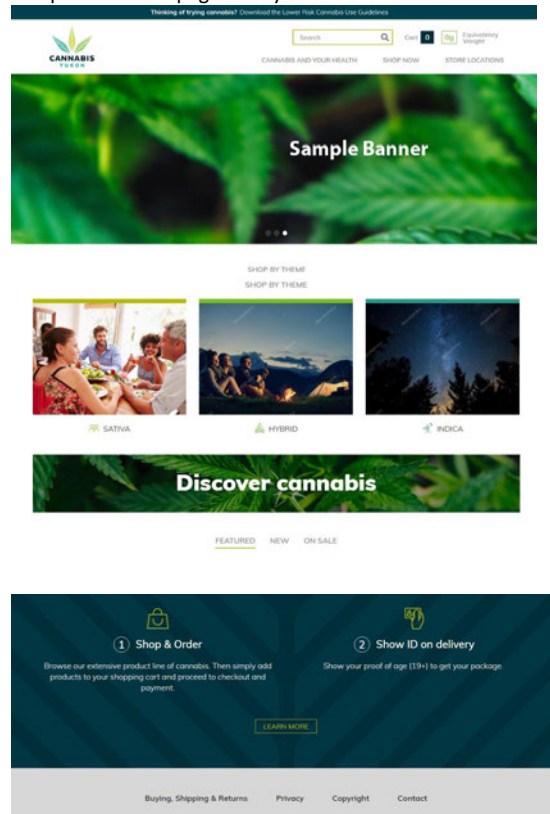 Thinking of trying cannabis? Download the Lower Risk Cannabis Use Guidelines
CANNABIS
YUKON
Search
Cart 0
0g Equivalency
Weight
CANNABIS AND YOUR HEALTH SHOP NOW STORE LOCATIONS
Sample Banner
SHOP BY THEME
SHOP BY THEME
SATIVA
HYBRID
INDICA
Discover cannabis
FEATURED NEW ON SALE
1 Shop & Order
Browse our extensive product line of cannabis. Then simply add
products to your shopping cart and proceed to checkout and
payment.
2 Show ID on delivery
Show your proof of age (19+) to get your package
LEARN MORE
Buying, Shipping & Returns Privacy Copyright Contact